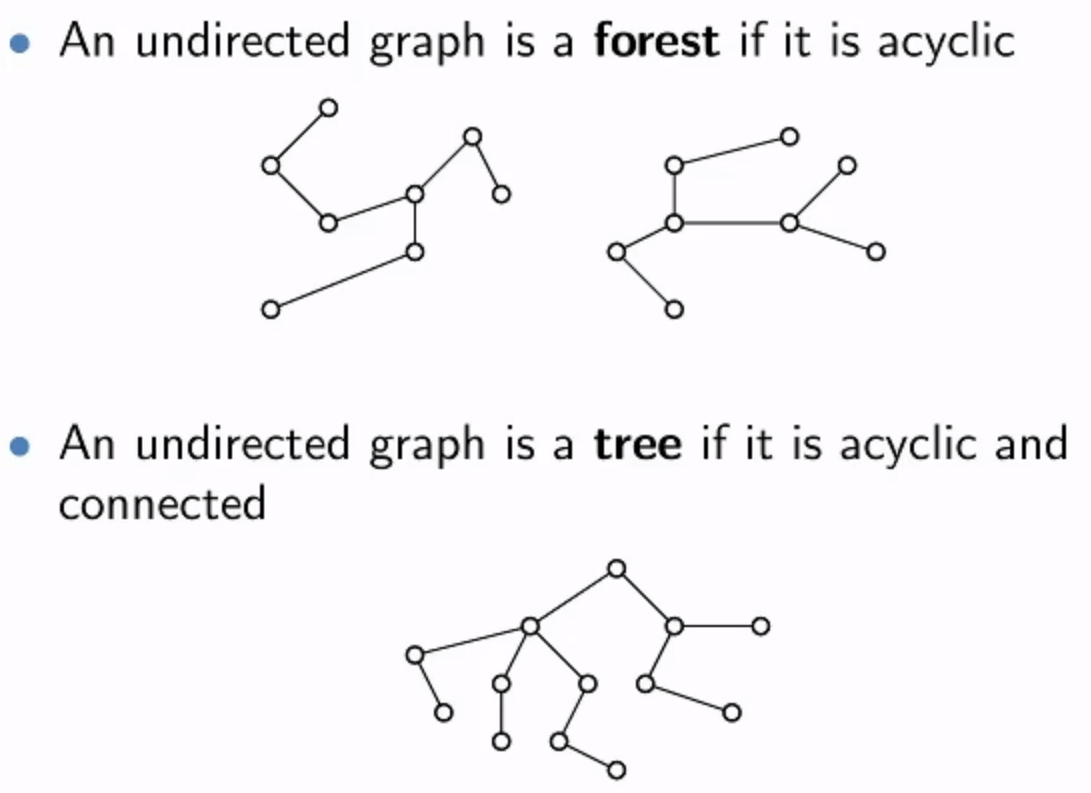 • An undirected graph is a forest if it is acyclic
• An undirected graph is a tree if it is acyclic and
connected